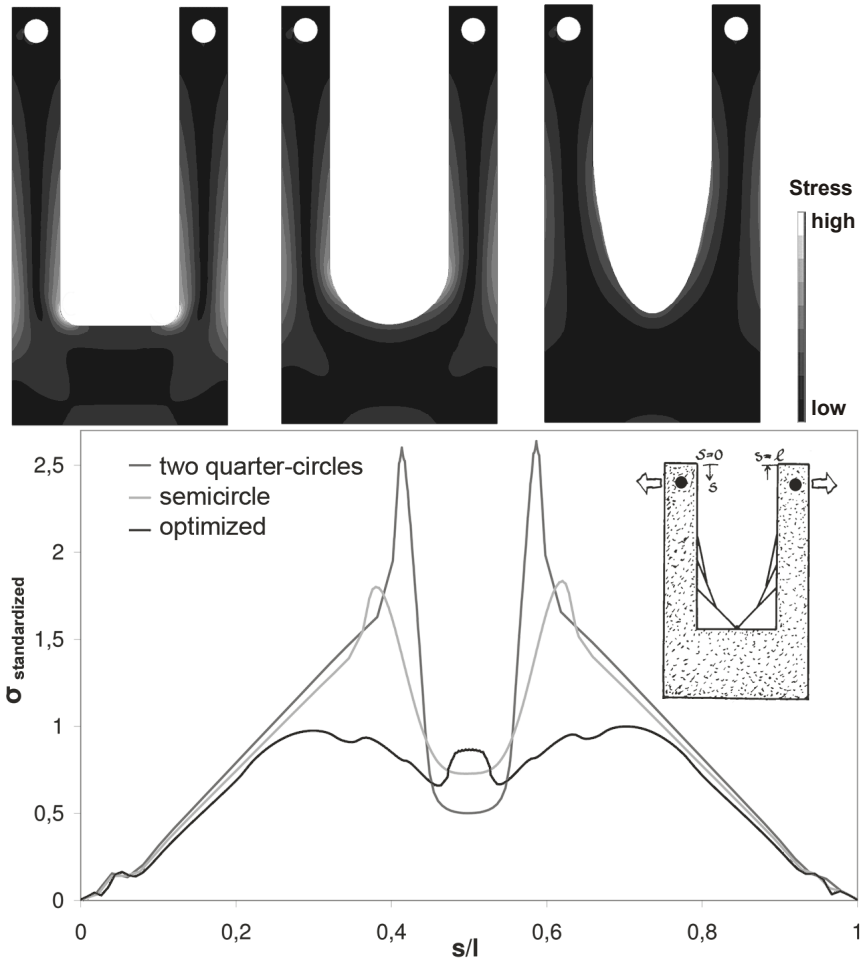 Stress
high
low
two quarter-circles
semicircle
optimized
s=0
s=l
s
σ standardized
2,5
2
1,5
1
0,5
0
0
0,2
0,4
0,6
0,8
1
s/l